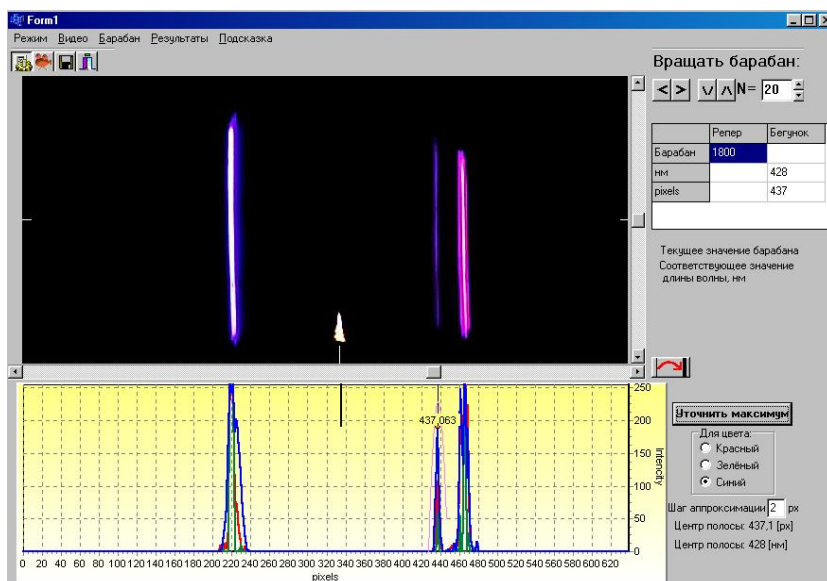 Form1
Режим Видео Барабан Результаты Подсказка
Вращать барабан:
< > \/ /\ N= 20
Репер Бегунок
Барабан 1800
нм 428
pixels 437
Текущее значение барабана
Соответствующее значение
длины волны, нм
437,063
250
200
150
100
50
0
Intencity
0 20 40 60 80 100 120 140 160 180 200 220 240 260 280 300 320 340 360 380 400 420 440 460 480 500 520 540 560 580 600 620
pixels
Уточнить максимум
Для цвета:
Красный
Зелёный
Синий
Шаг аппроксимации 2 px
Центр полосы: 437,1 [px]
Центр полосы: 428 [нм]